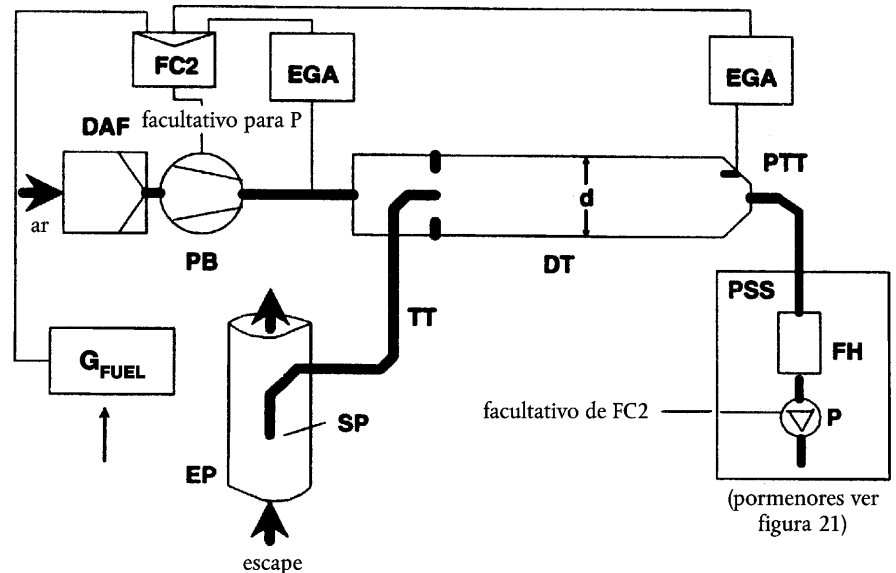 FC2
EGA
EGA
DAF
facultativo para P
PTT
ar
d
PB
DT
PSS
TT
G_FUEL
FH
facultativo de FC2
P
SP
EP
(pormenores ver
figura 21)
escape